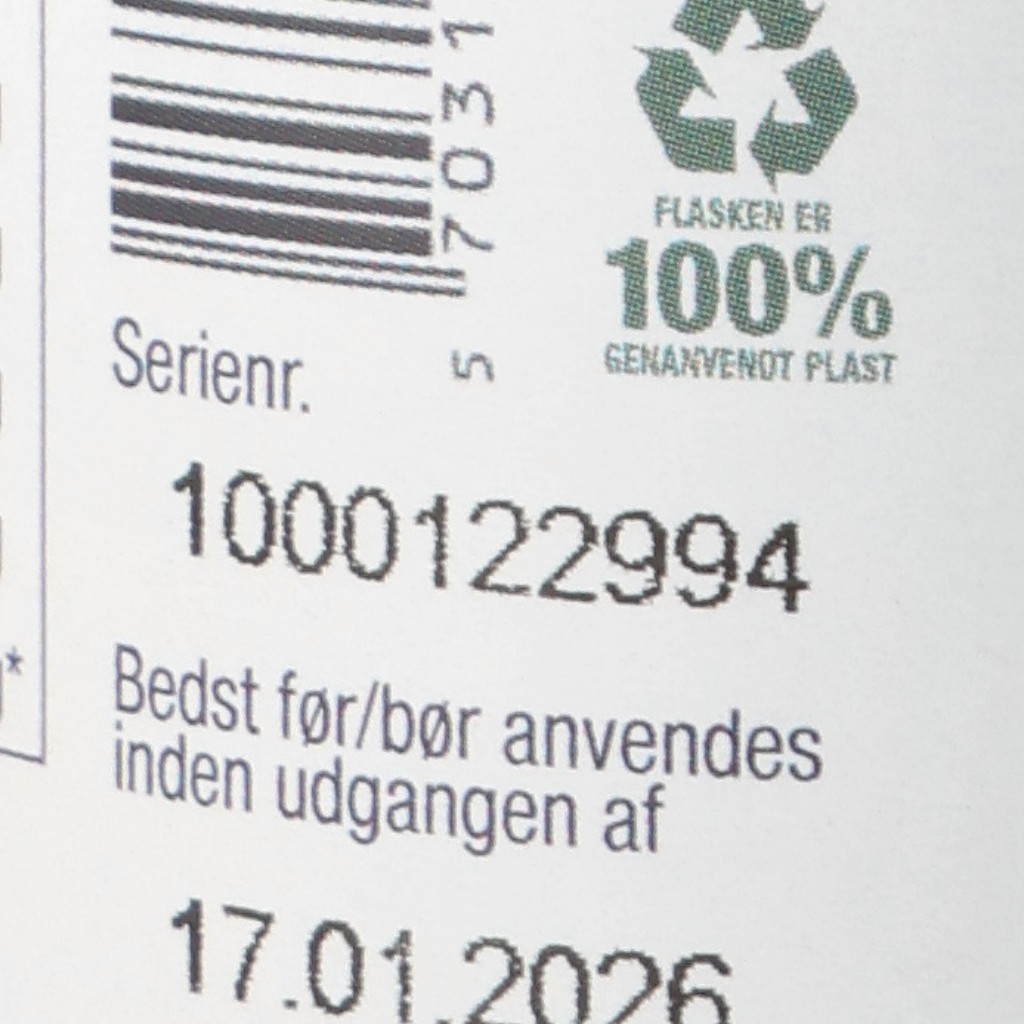 5 7031
FLASKEN ER
100%
GENANVENDT PLAST
Serienr.
1000122994
*
Bedst før/bør anvendes
inden udgangen af
17.01.2026